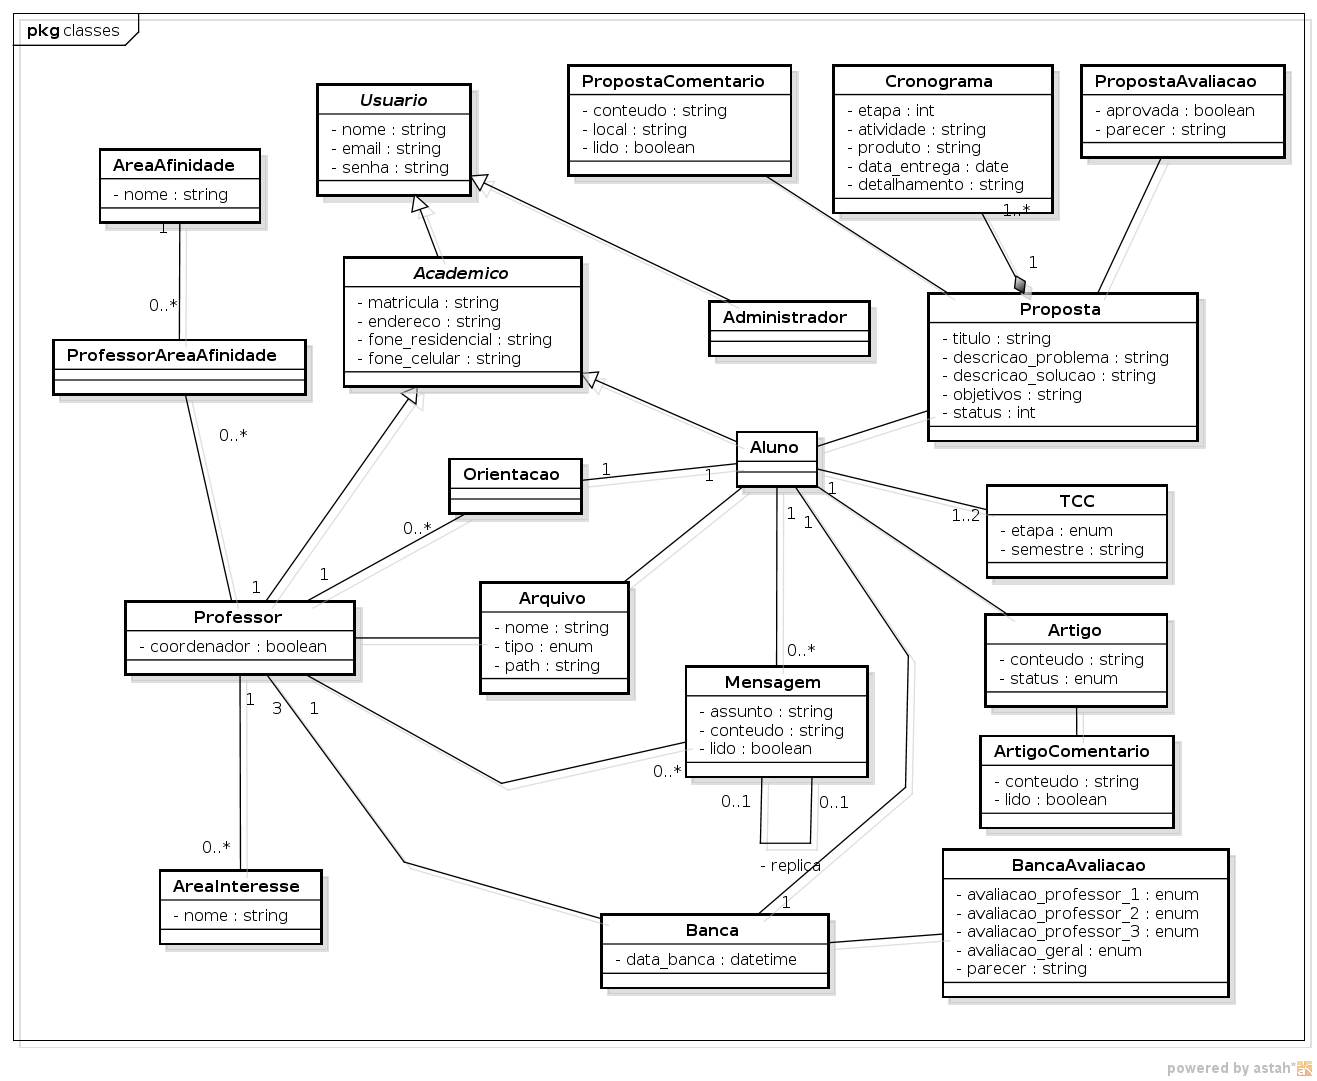 pkg classes
Usuario
- nome : string
- email : string
- senha : string
PropostaComentario
- conteudo : string
- local : string
- lido : boolean
Cronograma
- etapa : int
- atividade : string
- produto : string
- data_entrega : date
- detalhamento : string
PropostaAvaliacao
- aprovada : boolean
- parecer : string
AreaAfinidade
- nome : string
1
0..*
1..*
1
Academico
- matricula : string
- endereco : string
- fone_residencial : string
- fone_celular : string
Administrador
Proposta
- titulo : string
- descricao_problema : string
- descricao_solucao : string
- objetivos : string
- status : int
ProfessorAreaAfinidade
0..*
1
Aluno
Orientacao
1
1
0..*
1
1
1..2
TCC
- etapa : enum
- semestre : string
1
1
Professor
- coordenador : boolean
Arquivo
- nome : string
- tipo : enum
- path : string
Artigo
- conteudo : string
- status : enum
0..*
Mensagem
- assunto : string
- conteudo : string
- lido : boolean
1
3
1
0..*
0..1
0..1
- replica
ArtigoComentario
- conteudo : string
- lido : boolean
0..*
AreaInteresse
- nome : string
1
Banca
- data_banca : datetime
BancaAvaliacao
- avaliacao_professor_1 : enum
- avaliacao_professor_2 : enum
- avaliacao_professor_3 : enum
- avaliacao_geral : enum
- parecer : string
powered by astah*